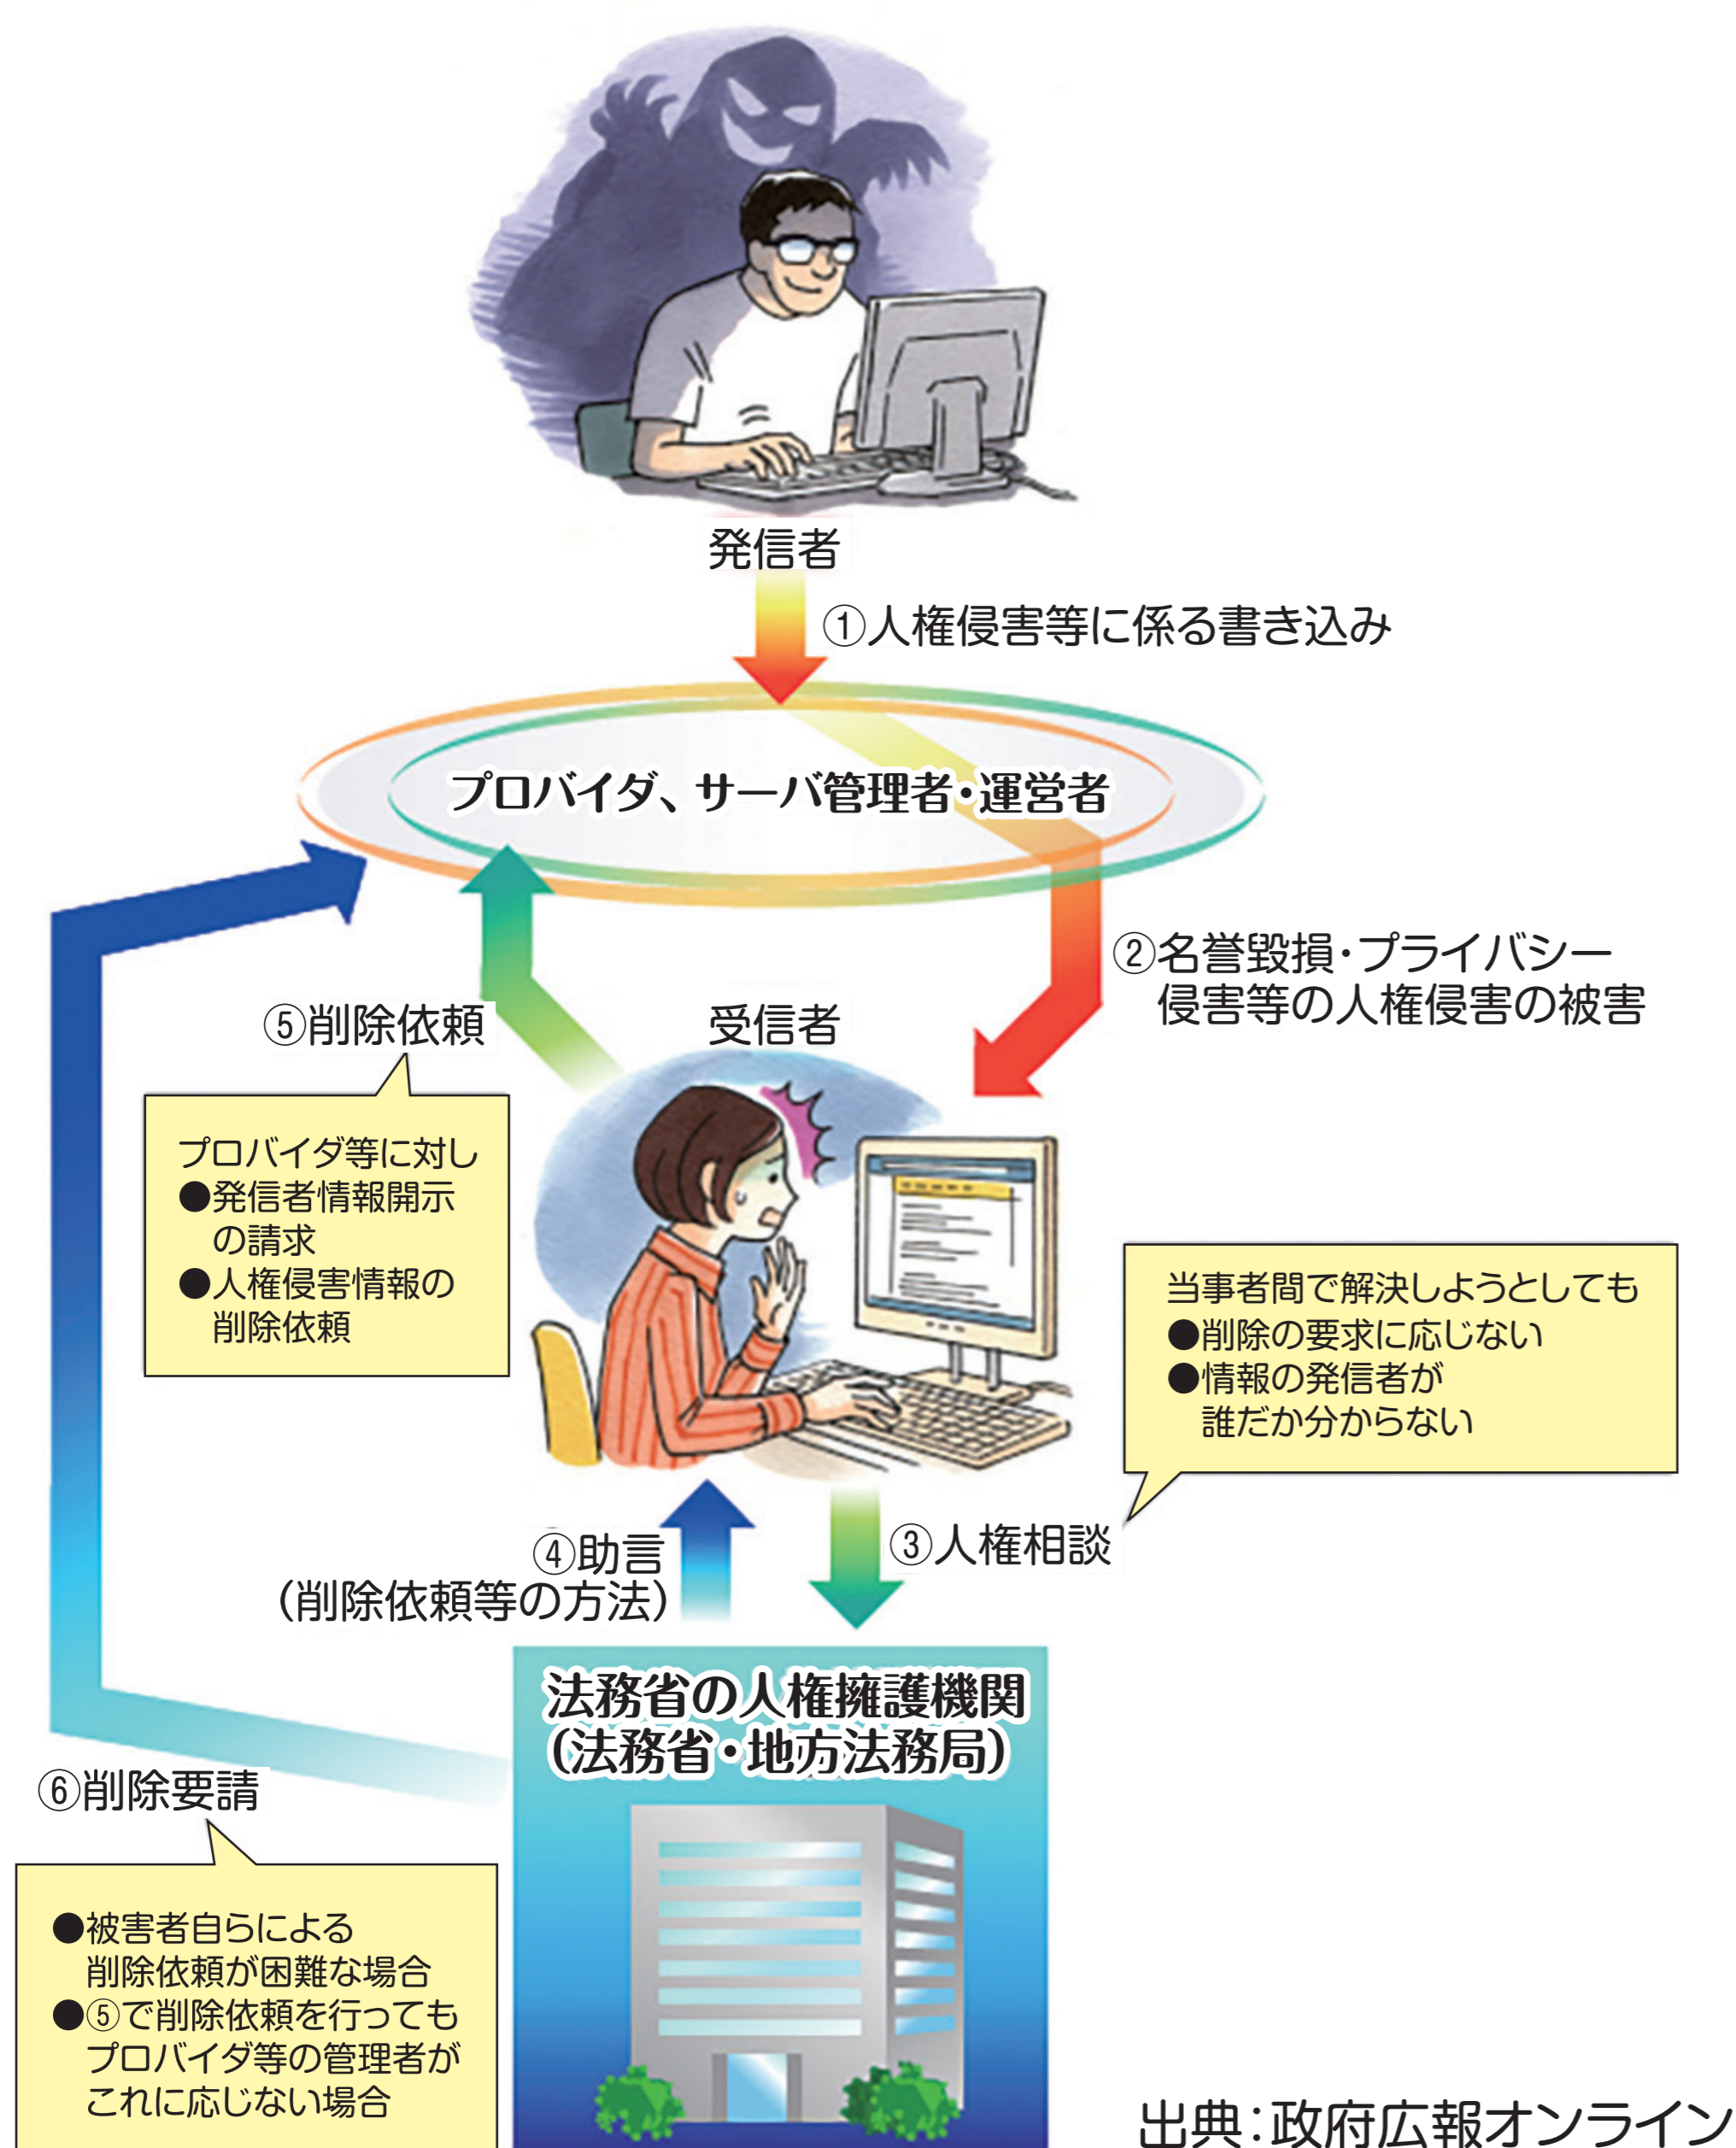 発信者
①人権侵害等に係る書き込み
プロバイダ、サーバ管理者・運営者
②名誉毀損・プライバシー
侵害等の人権侵害の被害
⑤削除依頼
受信者
プロバイダ等に対し
●発信者情報開示
の請求
●人権侵害情報の
削除依頼
当事者間で解決しようとしても
●削除の要求に応じない
●情報の発信者が
誰だか分からない
③人権相談
④助言
（削除依頼等の方法）
法務省の人権擁護機関
（法務省・地方法務局）
⑥削除要請
●被害者自らによる
削除依頼が困難な場合
●⑤で削除依頼を行っても
プロバイダ等の管理者が
これに応じない場合
出典：政府広報オンライン